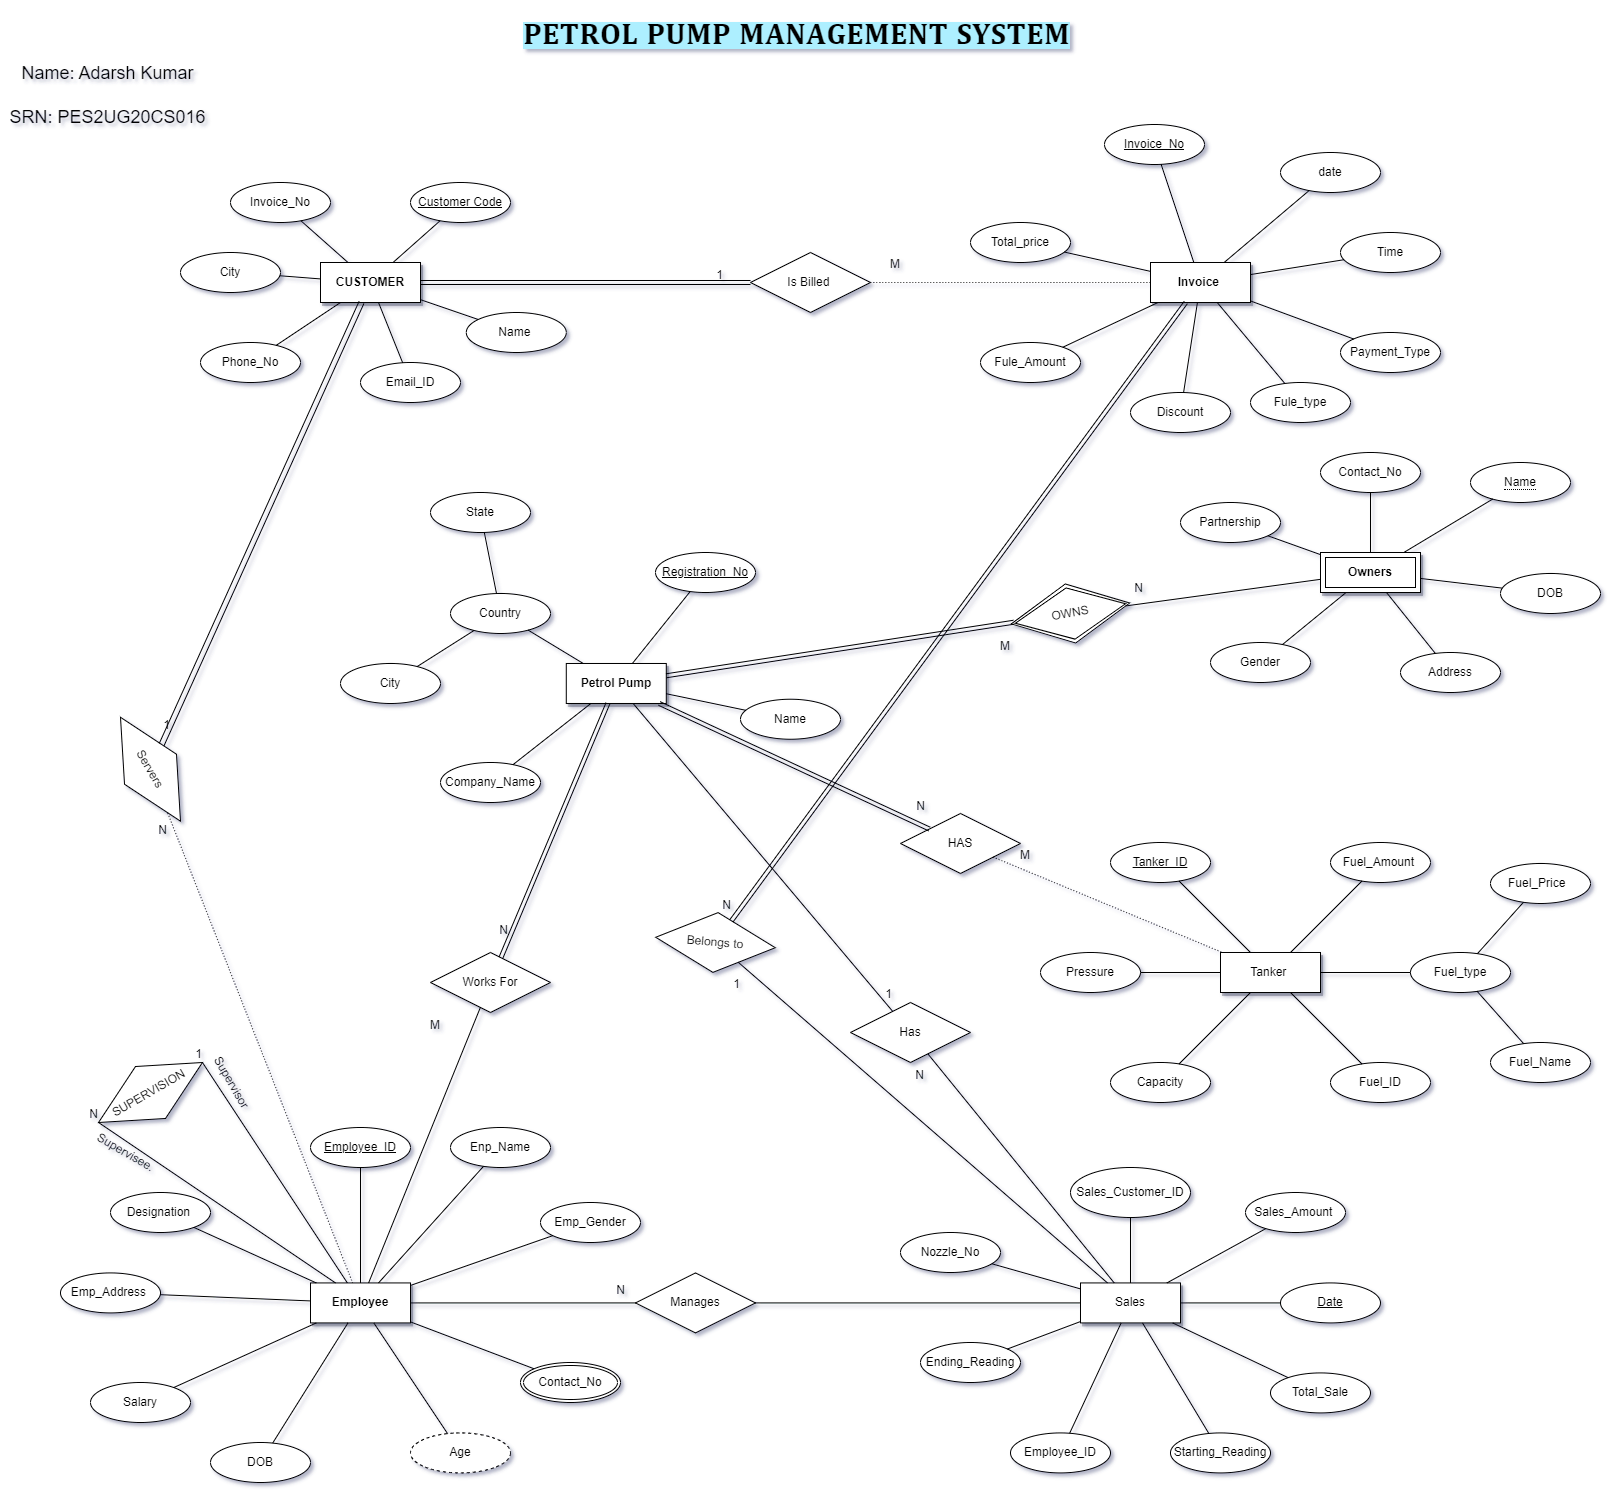 PETROL PUMP MANAGEMENT SYSTEM
Name: Adarsh Kumar
SRN: PES2UG20CS016
Invoice_No
Customer Code
City
CUSTOMER
Phone_No
Email_ID
Name
1
Is Billed
M
Invoice_No
date
Total_price
Time
Invoice
Fule_Amount
Payment_Type
Discount
Fule_type
Contact_No
Name
Partnership
Owners
DOB
Gender
Address
State
Registration_No
Country
City
Petrol Pump
Name
Company_Name
M
OWNS
N
1
Servers
N
N
HAS
M
Tanker_ID
Fuel_Amount
Fuel_Price
Pressure
Tanker
Fuel_type
Capacity
Fuel_ID
Fuel_Name
N
Works For
M
N
Belongs to
1
1
Has
N
1
SUPERVISION
Supervisor
N
Supervisee.
Employee_ID
Enp_Name
Designation
Emp_Gender
Emp_Address
Employee
N
Manages
Salary
Contact_No
DOB
Age
Sales_Customer_ID
Sales_Amount
Nozzle_No
Sales
Date
Ending_Reading
Total_Sale
Employee_ID
Starting_Reading